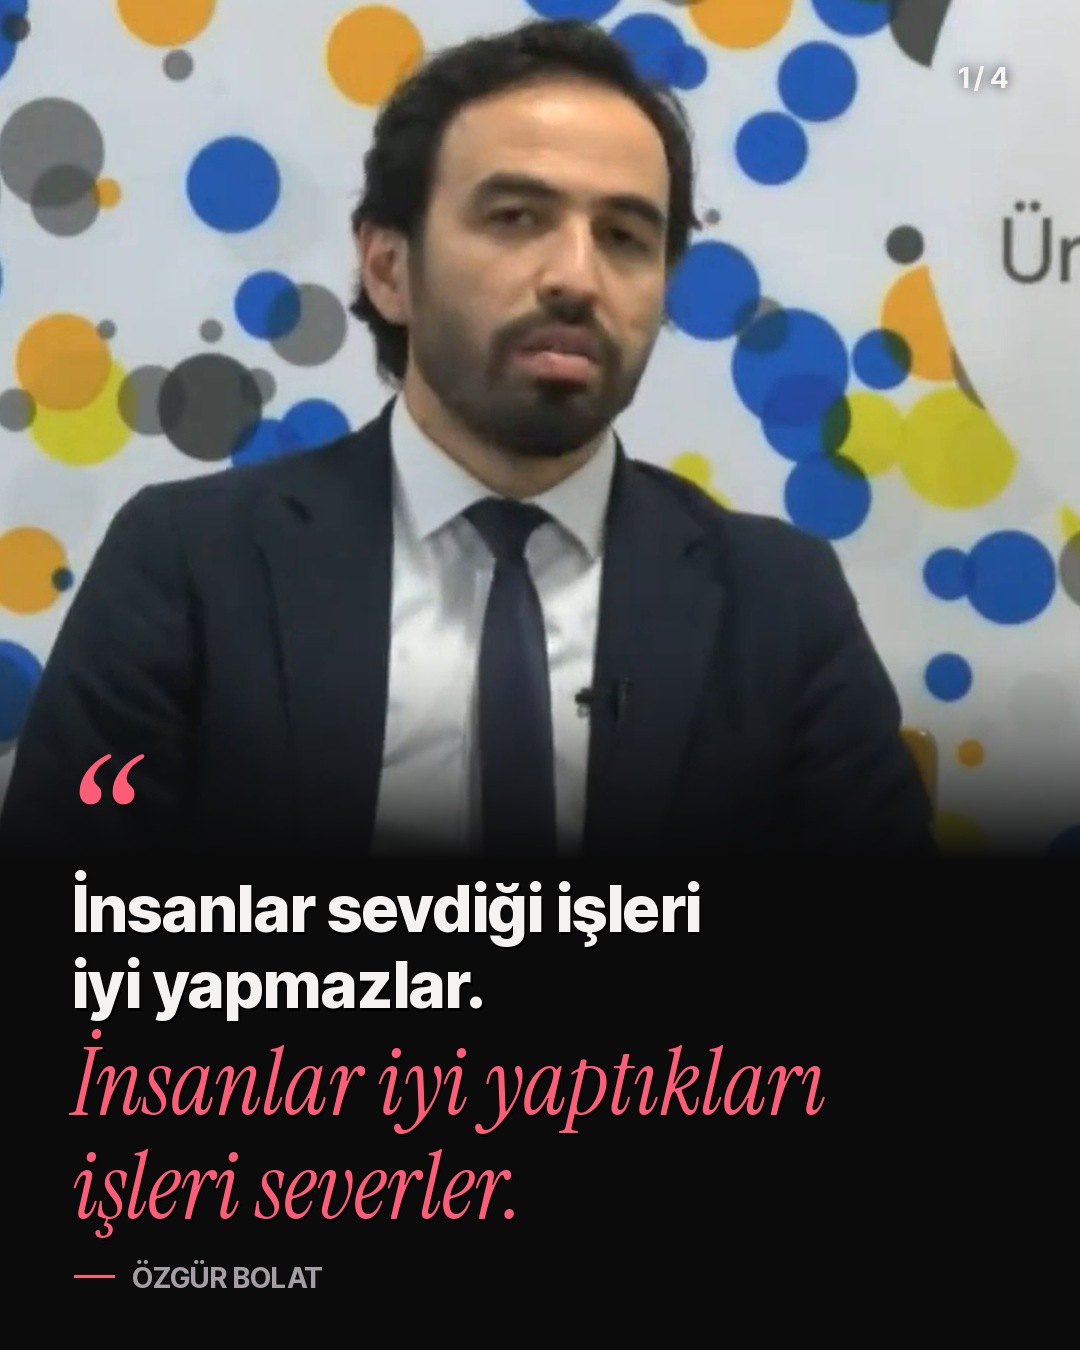 1/4
Ür
“
İnsanlar sevdiği işleri
iyi yapmazlar.
İnsanlar iyi yaptıkları
işleri severler.
— ÖZGÜR BOLAT